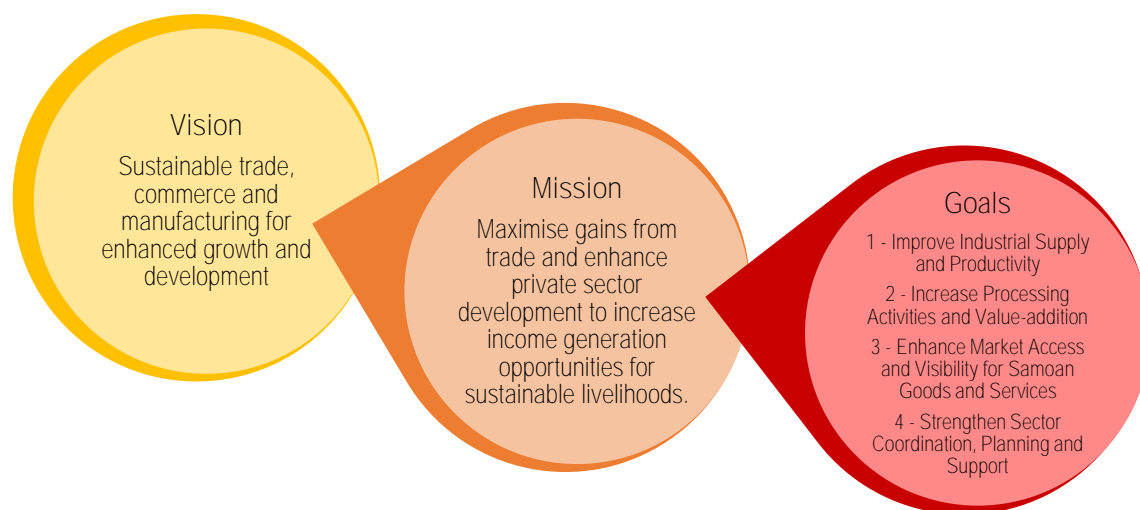 Vision
Sustainable trade,
commerce and
manufacturing for
enhanced growth and
development
Mission
Maximise gains from
trade and enhance
private sector
development to increase
income generation
opportunities for
sustainable livelihoods.
Goals
1 - Improve Industrial Supply
and Productivity
2 - Increase Processing
Activities and Value-addition
3 - Enhance Market Access
and Visibility for Samoan
Goods and Services
4 - Strengthen Sector
Coordination, Planning and
Support